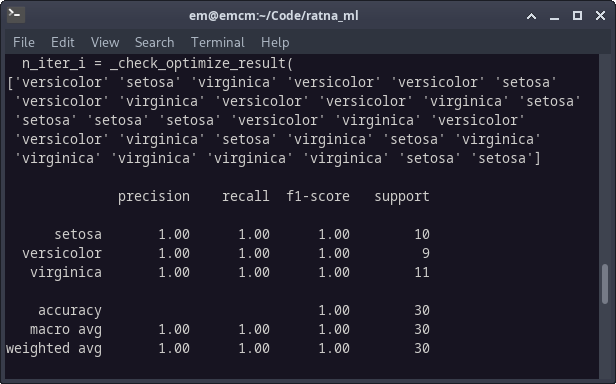 em@emcm:~/Code/ratna_ml
File Edit View Search Terminal Help
n_iter_i = _check_optimize_result(
['versicolor' 'setosa' 'virginica' 'versicolor' 'versicolor' 'setosa'
'versicolor' 'virginica' 'versicolor' 'versicolor' 'virginica' 'setosa'
'setosa' 'setosa' 'setosa' 'versicolor' 'virginica' 'versicolor'
'versicolor' 'virginica' 'setosa' 'virginica' 'setosa' 'virginica'
'virginica' 'virginica' 'virginica' 'virginica' 'setosa' 'setosa']
precision recall f1-score support
setosa 1.00 1.00 1.00 10
versicolor 1.00 1.00 1.00 9
virginica 1.00 1.00 1.00 11
accuracy 1.00 30
macro avg 1.00 1.00 1.00 30
weighted avg 1.00 1.00 1.00 30